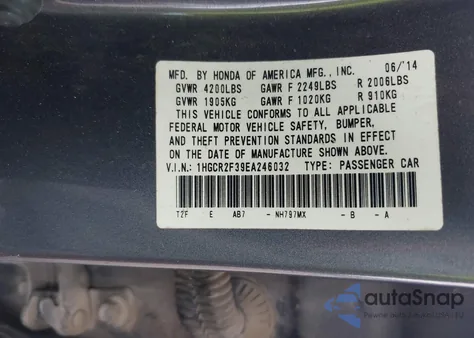 MFD. BY HONDA OF AMERICA MFG., INC. 06/'14
GVWR 4200LBS GAWR F 2249LBS R 2006LBS
GVWR 1905KG GAWR F 1020KG R 910KG
THIS VEHICLE CONFORMS TO ALL APPLICABLE
FEDERAL MOTOR VEHICLE SAFETY, BUMPER,
AND THEFT PREVENTION STANDARDS IN EFFECT
ON THE DATE OF MANUFACTURE SHOWN ABOVE.
V.I.N.: 1HGCR2F39EA246032 TYPE: PASSENGER CAR
T2F E AB7 - NH797MX - B - A
autoSnap